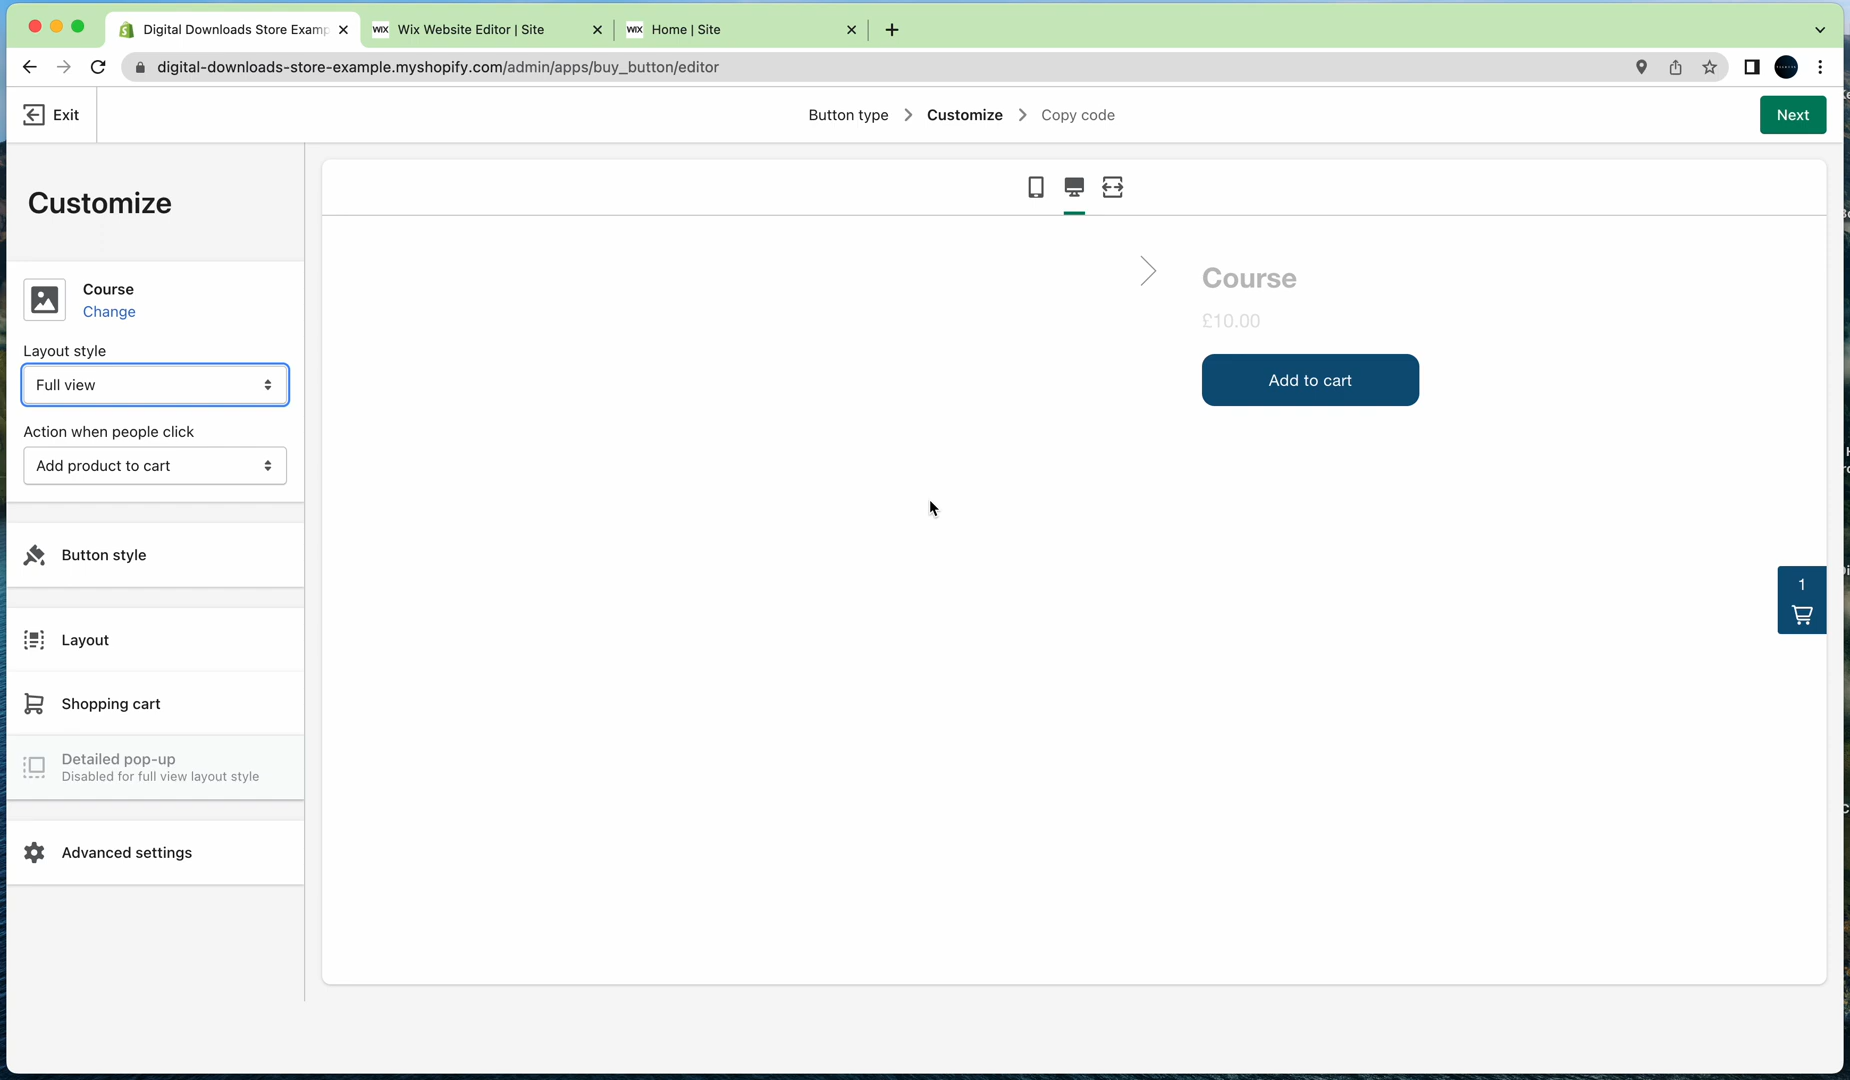 Digital Downloads Store Examp
WIX Wix Website Editor | Site
WIX Home | Site
digital-downloads-store-example.myshopify.com/admin/apps/buy_button/editor
Exit
Button type
Customize
Copy code
Next
Customize
Course
Change
Layout style
Full view
Action when people click
Add product to cart
Button style
Layout
Shopping cart
Detailed pop-up
Disabled for full view layout style
Advanced settings
Course
£10.00
Add to cart
1